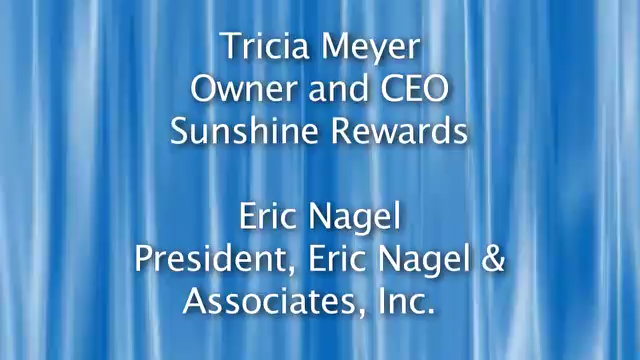 Tricia Meyer
Owner and CEO
Sunshine Rewards
Eric Nagel
President, Eric Nagel &
Associates, Inc.